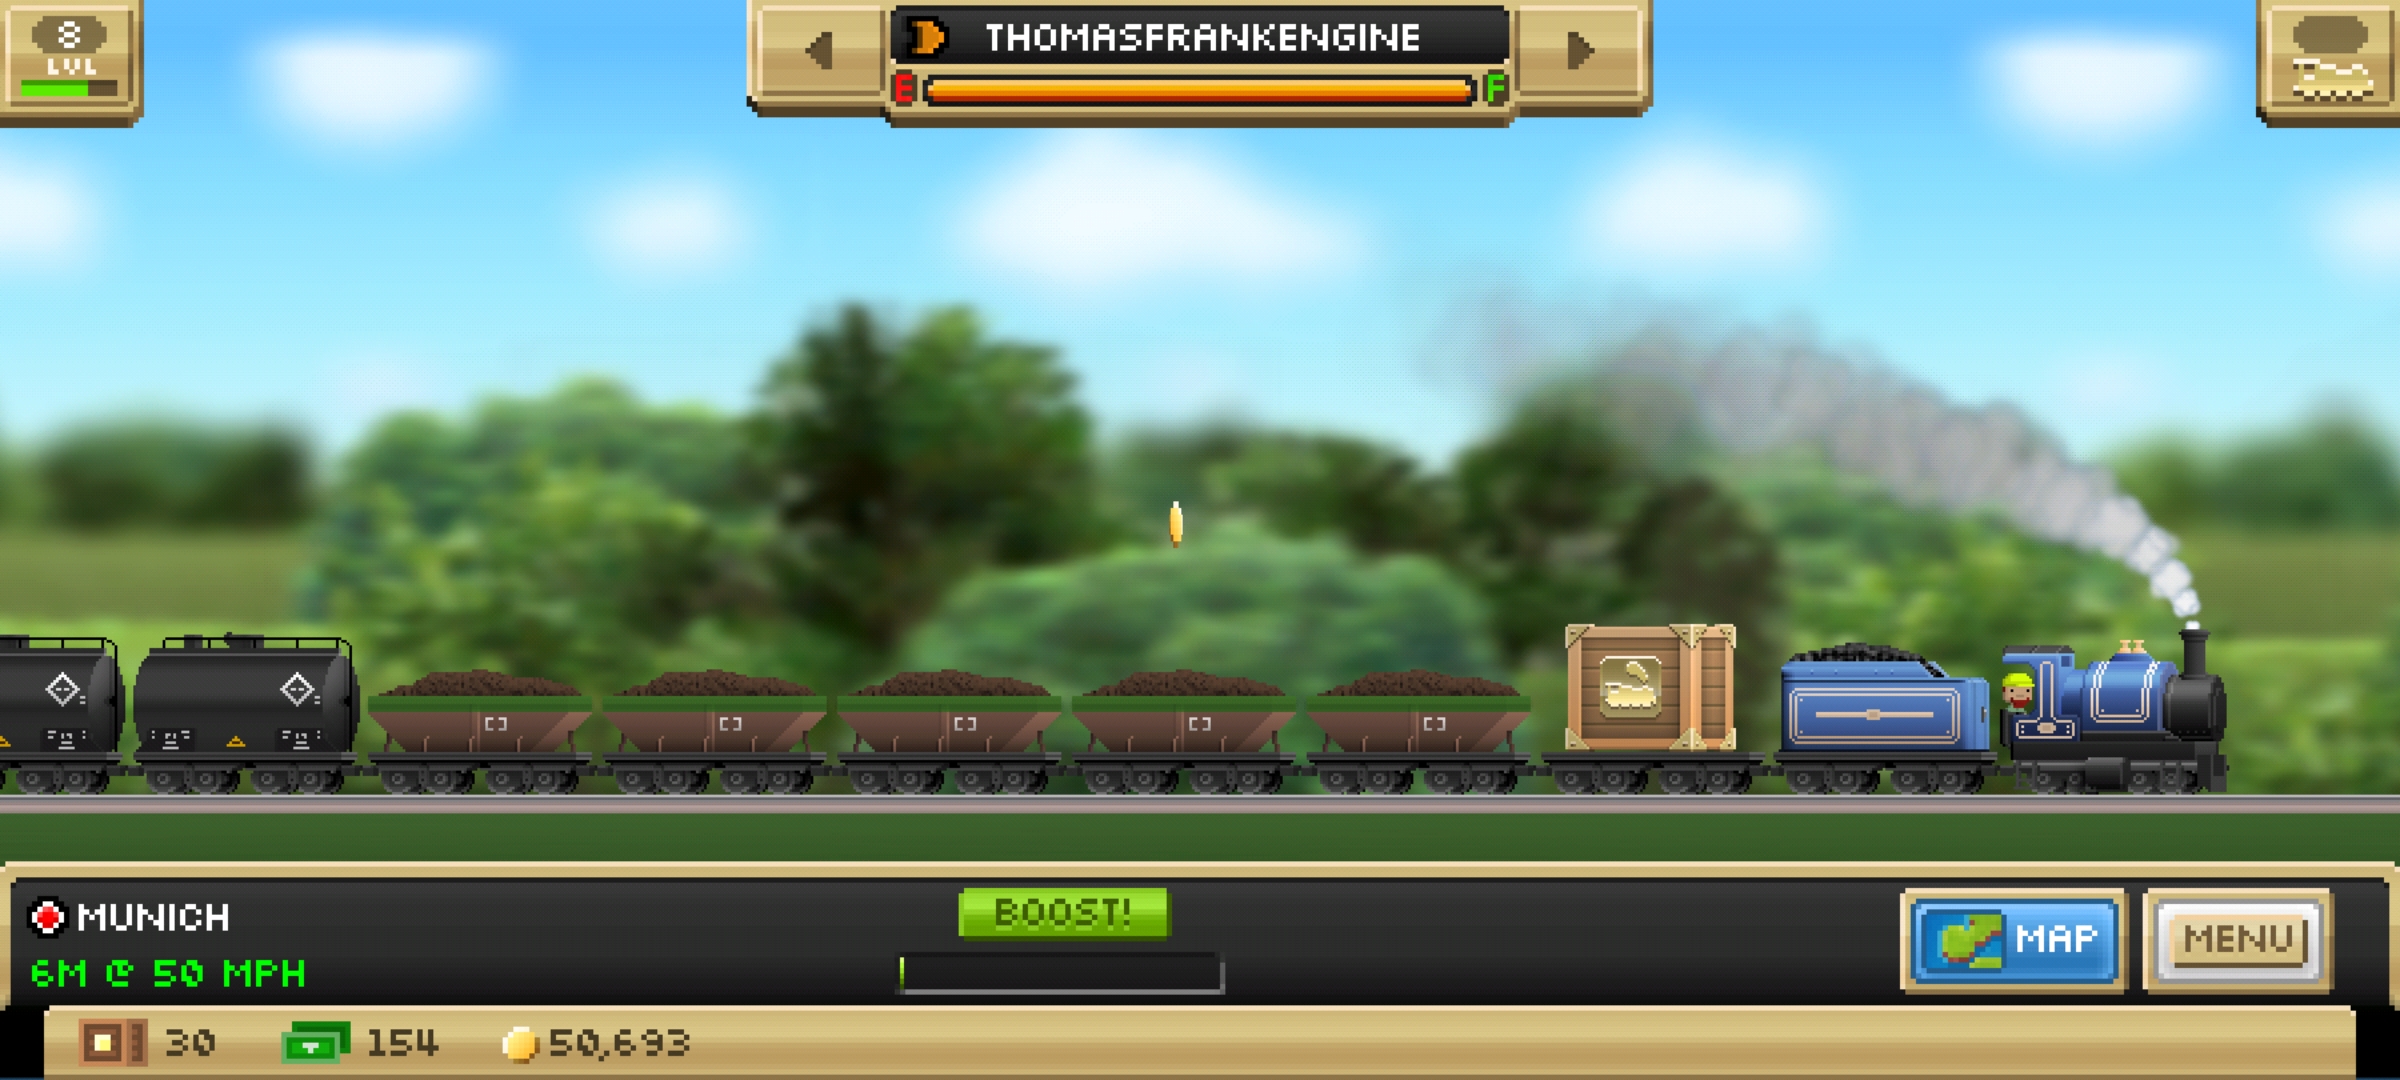 8
LVL
THOMASFRANKENGINE
E F
MUNICH
6M @ 50 MPH
BOOST!
MAP
MENU
30 154 50,693